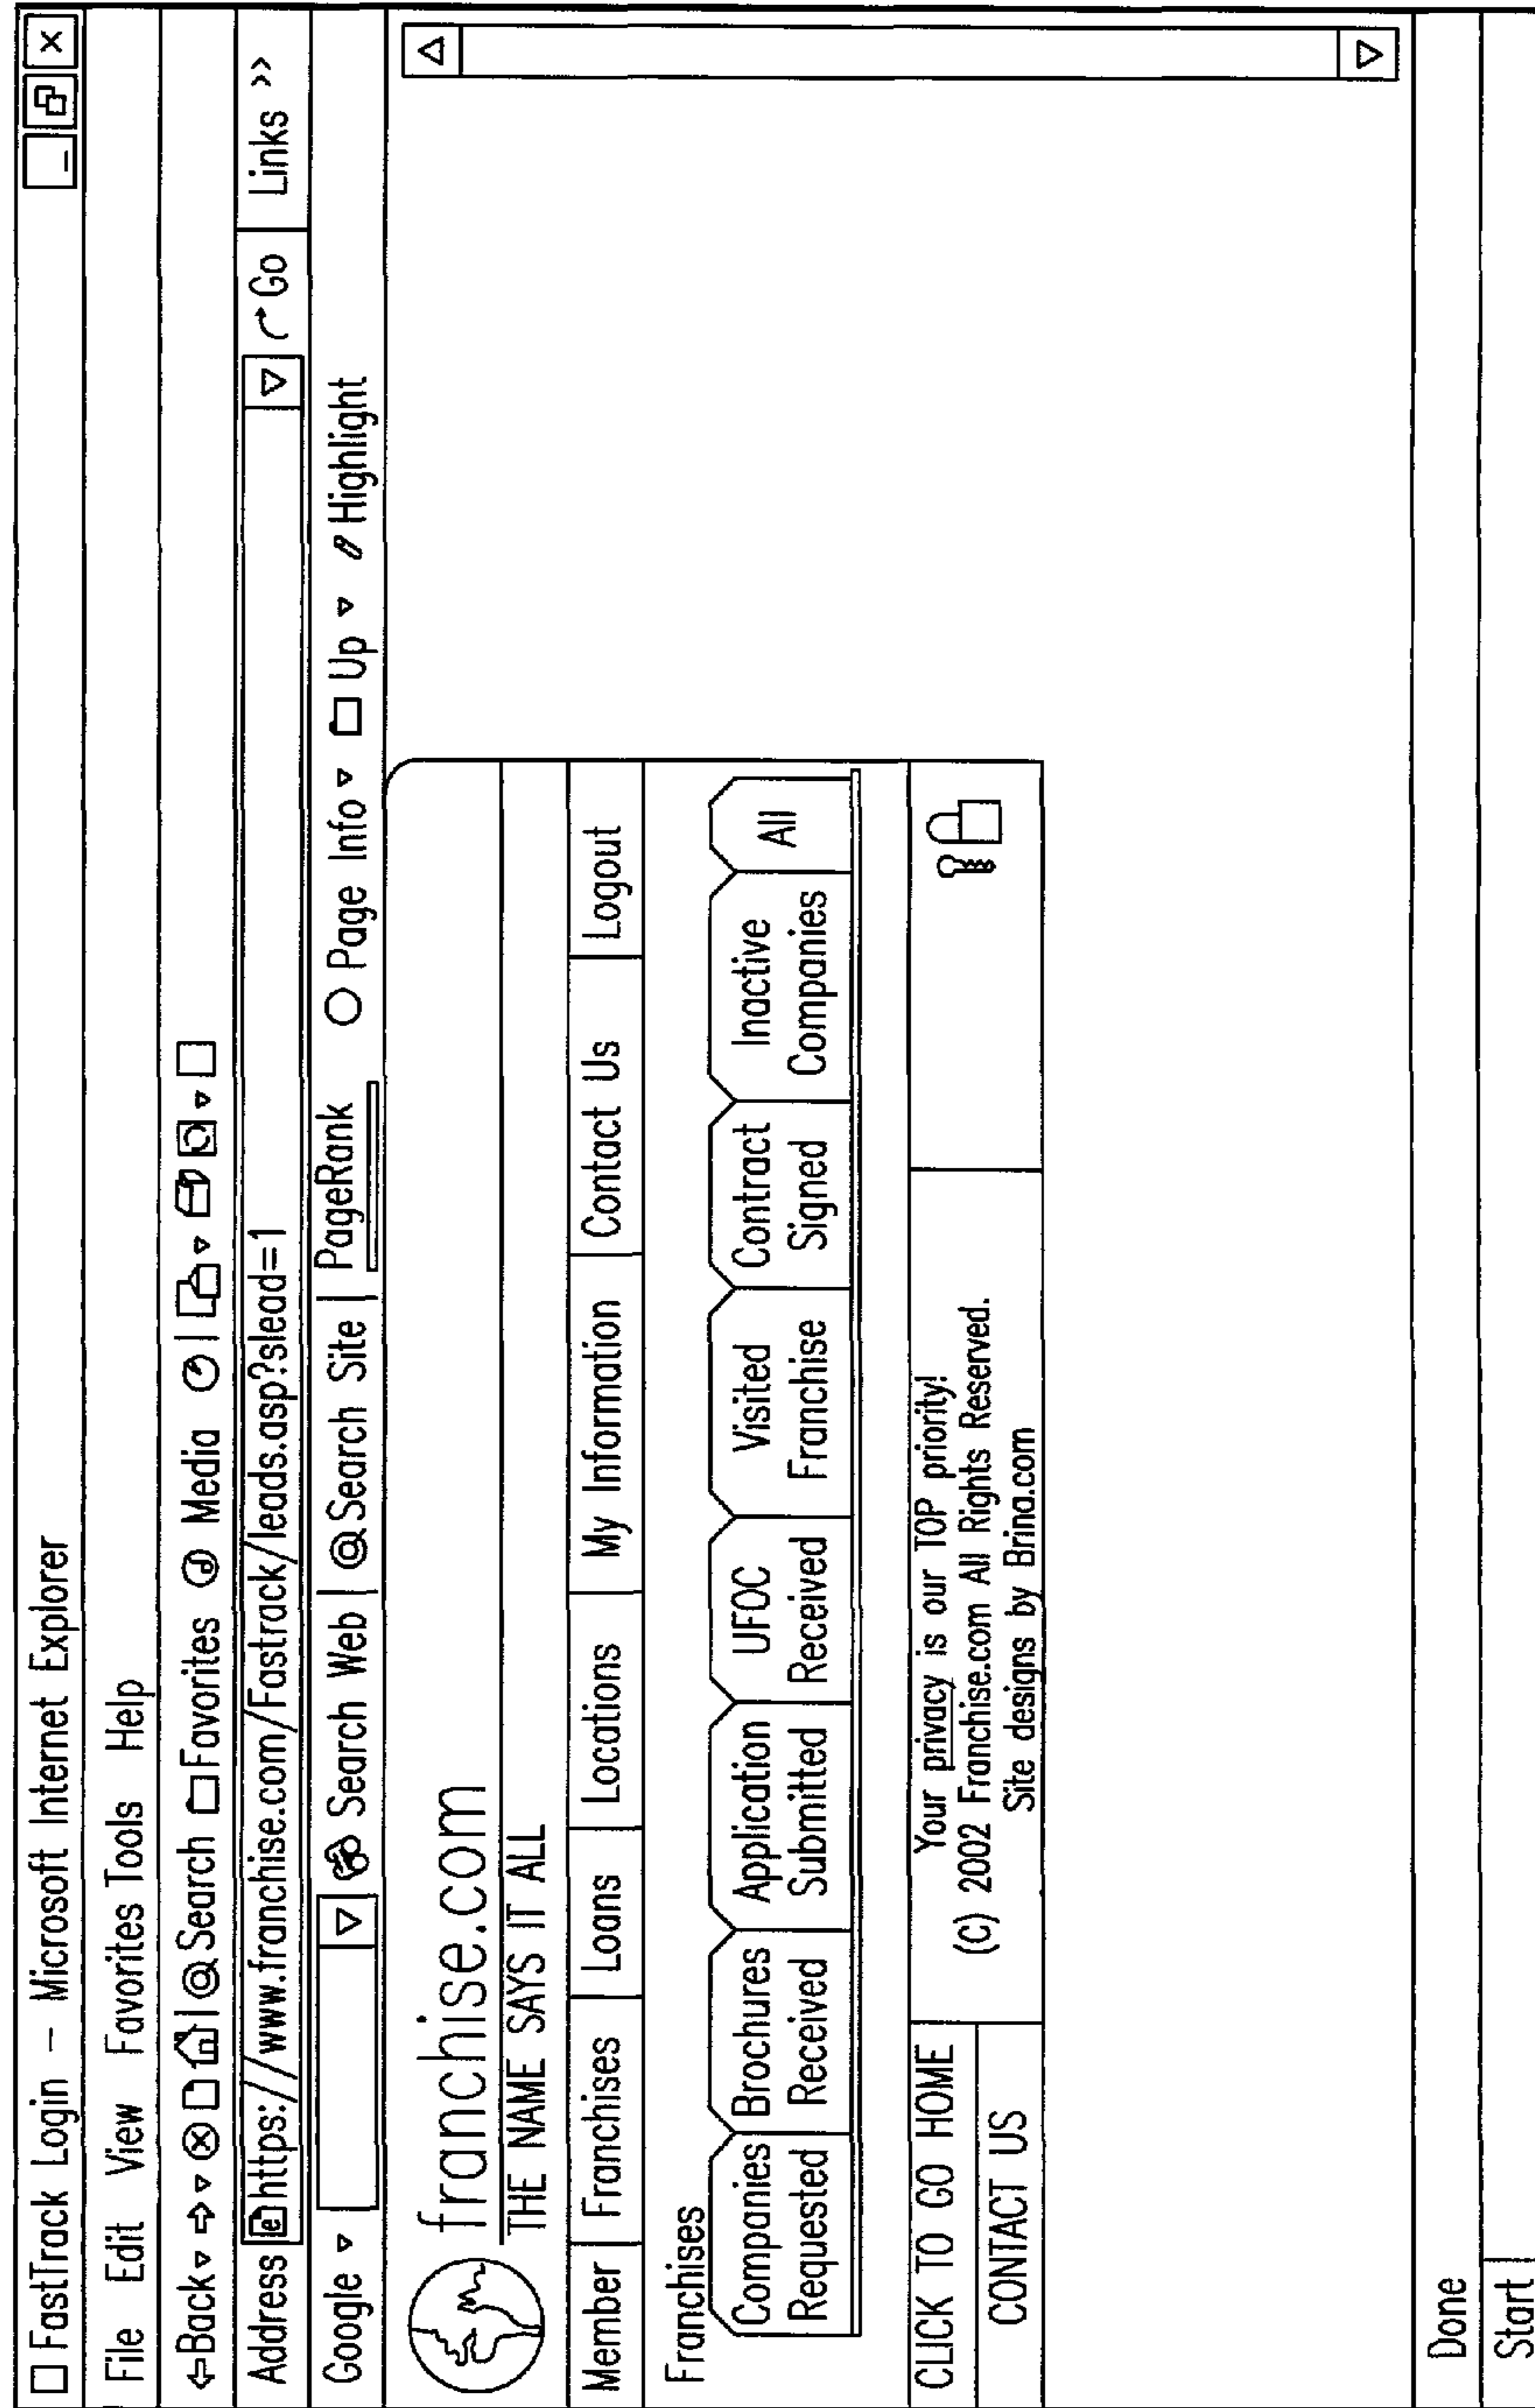 FastTrack Login – Microsoft Internet Explorer
File Edit View Favorites Tools Help
Back Search Favorites Media
Address https://www.franchise.com/Fastrack/leads.asp?slead=1 Go Links >>
Google Search Web | @Search Site | PageRank Page Info Up Highlight
franchise.com
THE NAME SAYS IT ALL
Member Franchises Loans Locations My Information Contact Us Logout
Franchises
Companies Requested
Brochures Received
Application Submitted
UFOC Received
Visited Franchise
Contract Signed
Inactive Companies
All
CLICK TO GO HOME
CONTACT US
Your privacy is our TOP priority!
(C) 2002 Franchise.com All Rights Reserved.
Site designs by Brina.com
Done
Start